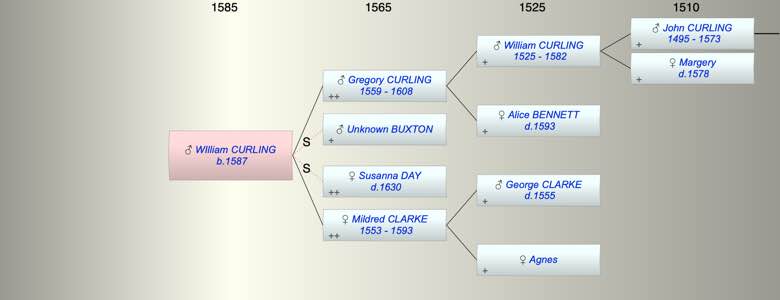 1585 1565 1525 1510
♂ John CURLING
1495 - 1573
+
♂ William CURLING
1525 - 1582
+
♀ Margery
d.1578
+
♂ Gregory CURLING
1559 - 1608
++
♀ Alice BENNETT
d.1593
+
♂ Unknown BUXTON
+
S
♂ WIlliam CURLING
b.1587
S
♀ Susanna DAY
d.1630
++
♂ George CLARKE
d.1555
+
♀ Mildred CLARKE
1553 - 1593
++
♀ Agnes
+